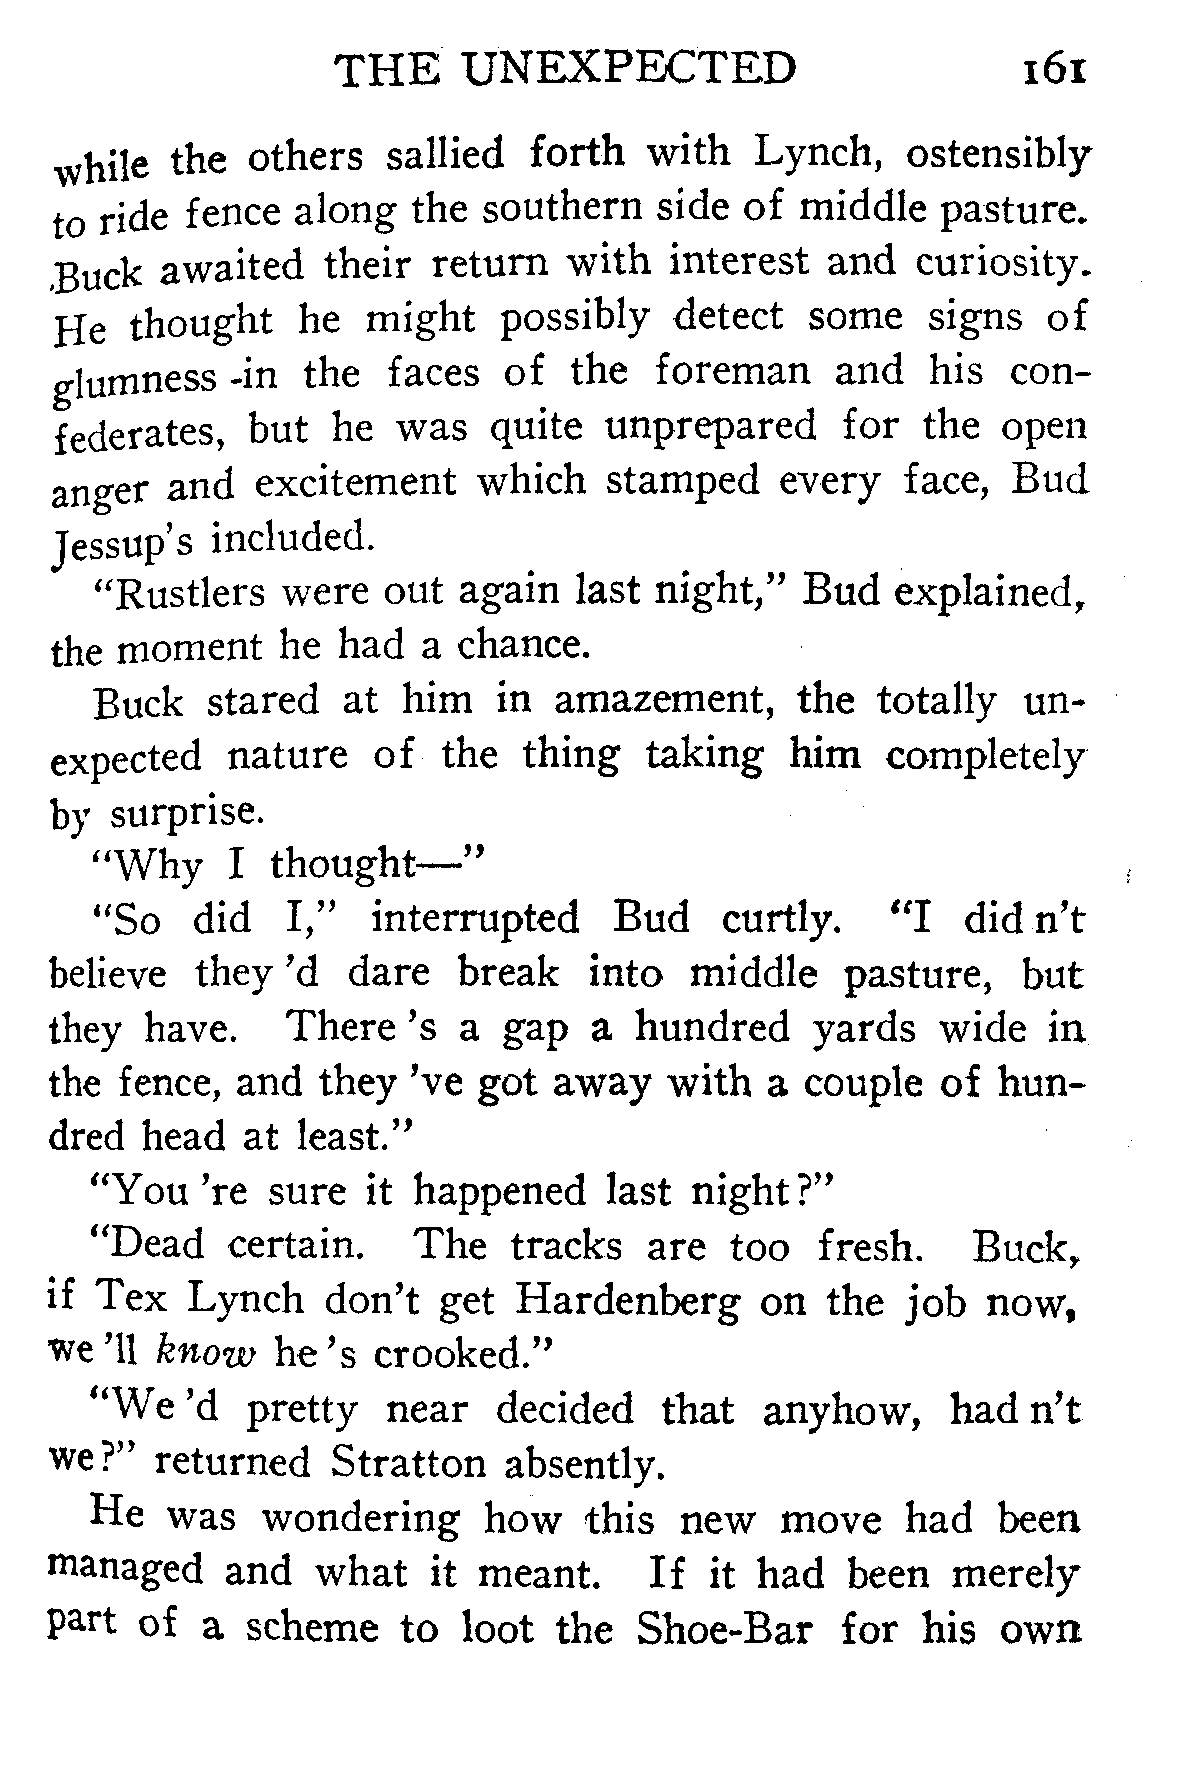 THE UNEXPECTED 161
while the others sallied forth with Lynch, ostensibly
to ride fence along the southern side of middle pasture.
Buck awaited their return with interest and curiosity.
He thought he might possibly detect some signs of
glumness -in the faces of the foreman and his con-
federates, but he was quite unprepared for the open
anger and excitement which stamped every face, Bud
Jessup's included.
"Rustlers were out again last night," Bud explained,
the moment he had a chance.
Buck stared at him in amazement, the totally un-
expected nature of the thing taking him completely
by surprise.
"Why I thought—"
"So did I," interrupted Bud curtly. "I did n't
believe they 'd dare break into middle pasture, but
they have. There 's a gap a hundred yards wide in
the fence, and they 've got away with a couple of hun-
dred head at least."
"You 're sure it happened last night?"
"Dead certain. The tracks are too fresh. Buck,
if Tex Lynch don't get Hardenberg on the job now,
we 'll know he 's crooked."
"We 'd pretty near decided that anyhow, had n't
we?" returned Stratton absently.
He was wondering how this new move had been
managed and what it meant. If it had been merely
part of a scheme to loot the Shoe-Bar for his own